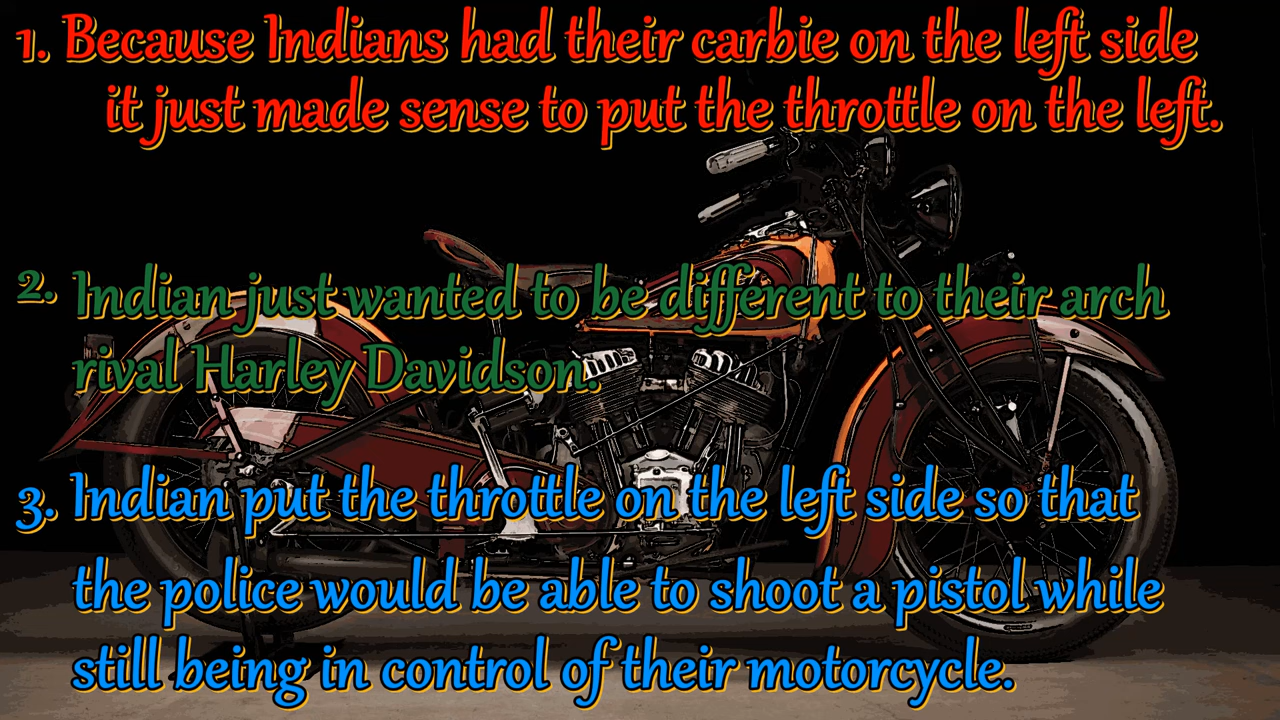 1. Because Indians had their carbie on the left side
it just made sense to put the throttle on the left.
2. Indian just wanted to be different to their arch
rival Harley Davidson.
3. Indian put the throttle on the left side so that
the police would be able to shoot a pistol while
still being in control of their motorcycle.